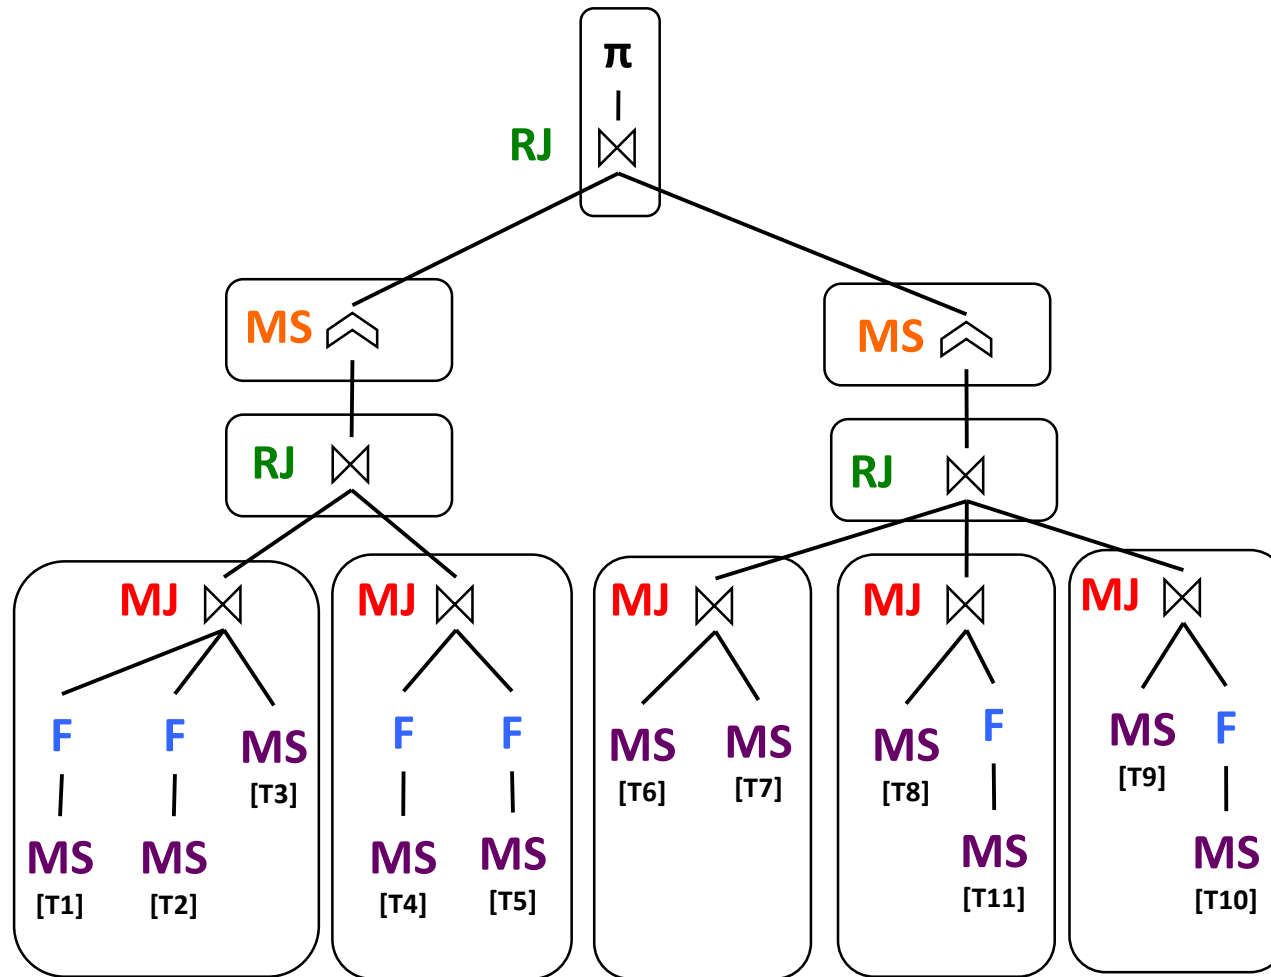 π
RJ
MS MS
RJ RJ
MJ MJ MJ MJ MJ
F F MS F F MS MS MS F MS F
[T3] [T6] [T7] [T8] [T9]
MS MS MS MS MS MS
[T1] [T2] [T4] [T5] [T11] [T10]